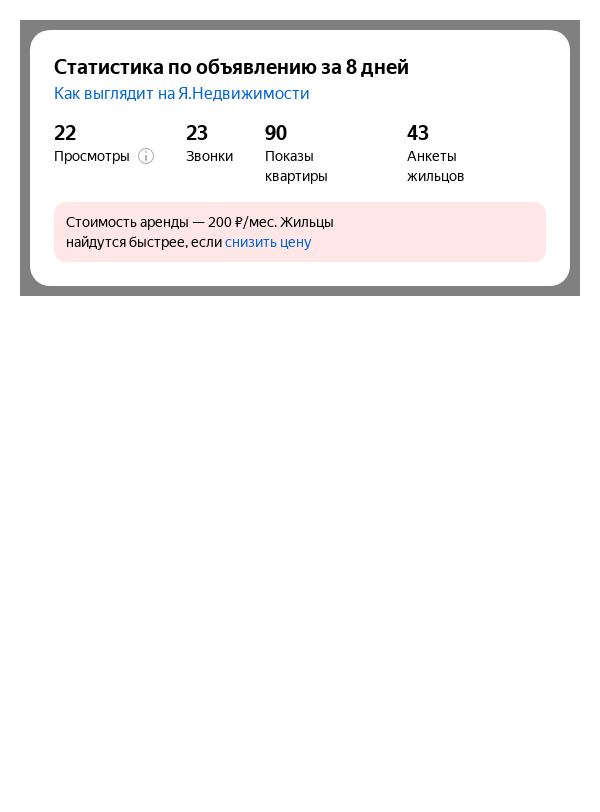 Статистика по объявлению за 8 дней
Как выглядит на Я.Недвижимости
22
Просмотры
23
Звонки
90
Показы
квартиры
43
Анкеты
жильцов
Стоимость аренды — 200 ₽/мес. Жильцы
найдутся быстрее, если снизить цену